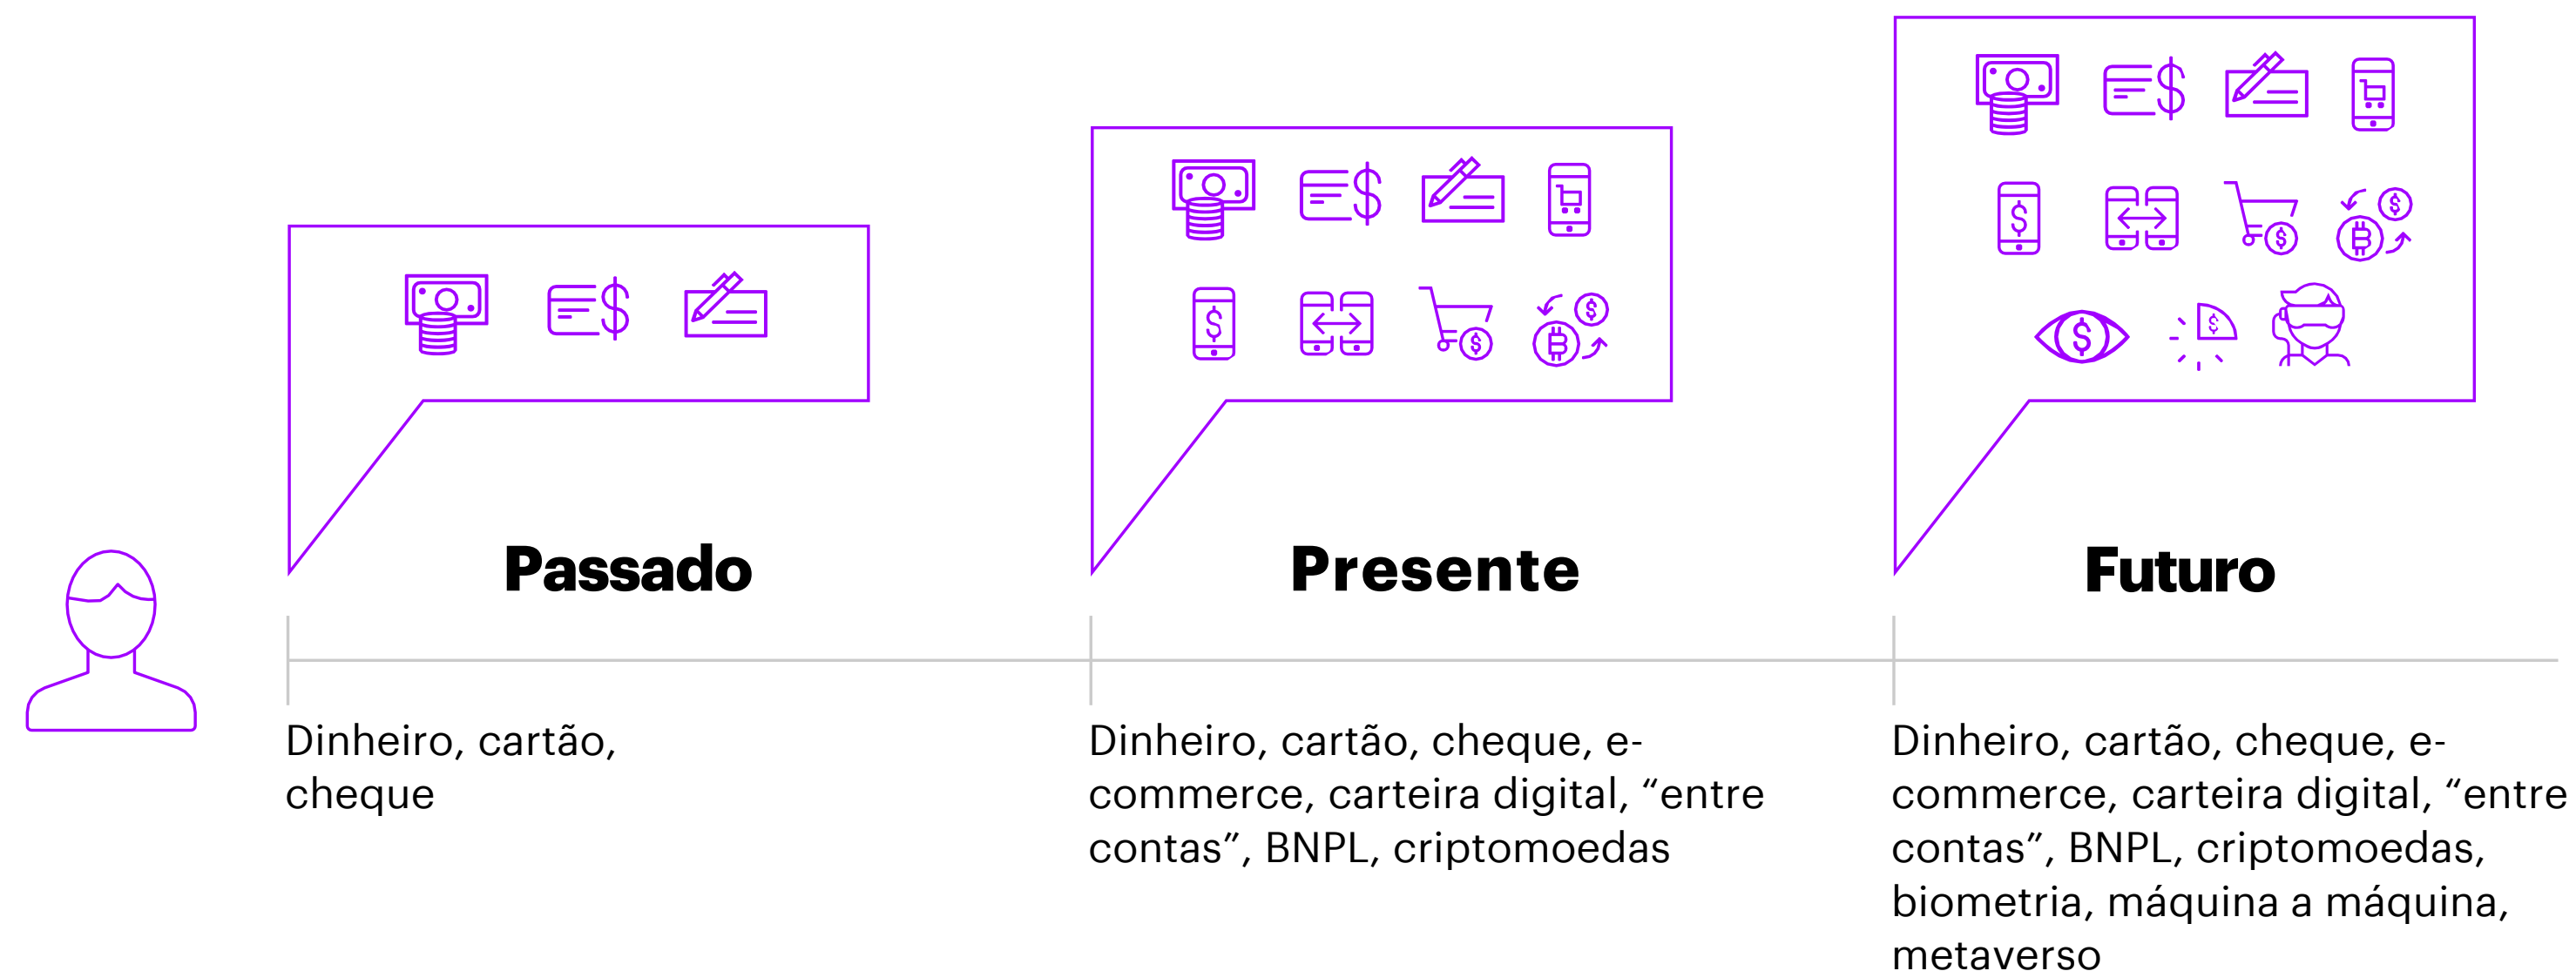 Passado
Dinheiro, cartão,
cheque
Presente
Dinheiro, cartão, cheque, e-
commerce, carteira digital, “entre
contas”, BNPL, criptomoedas
Futuro
Dinheiro, cartão, cheque, e-
commerce, carteira digital, “entre
contas”, BNPL, criptomoedas,
biometria, máquina a máquina,
metaverso